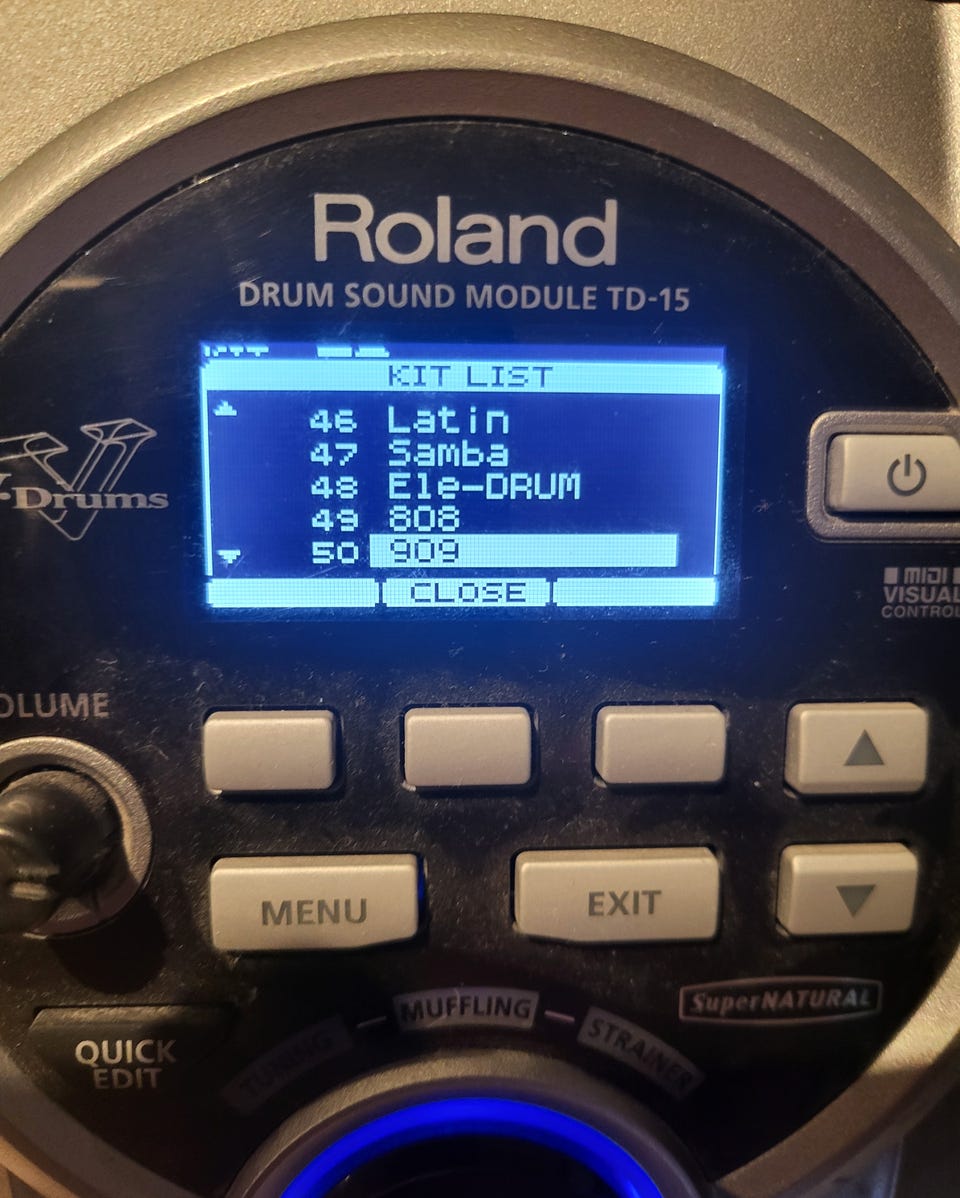 Roland
DRUM SOUND MODULE TD-15
KIT LIST
46 Latin
47 Samba
48 Ele-DRUM
49 808
50 909
CLOSE
V-Drums
MIDI
VISUAL
CONTROL
OLUME
MENU
EXIT
SuperNATURAL
QUICK
EDIT
TUNING
MUFFLING
STRAINER